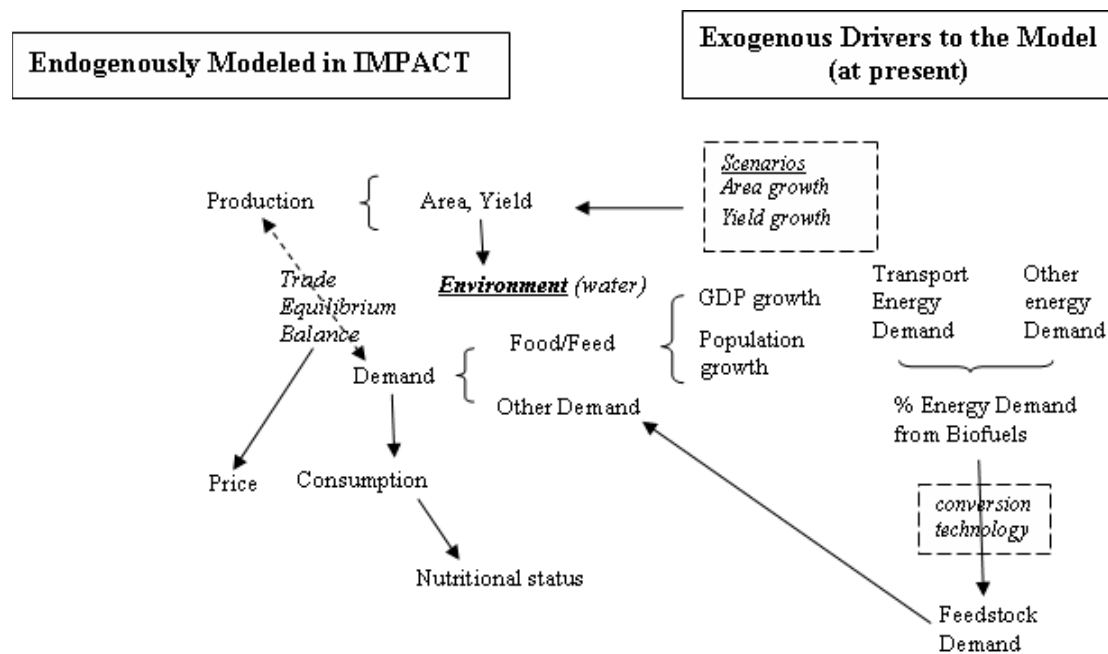 Endogenously Modeled in IMPACT
Exogenous Drivers to the Model
(at present)
Scenarios
Area growth
Yield growth
Production
Area, Yield
Trade
Equilibrium
Balance
Environment (water)
GDP growth
Population
growth
Transport
Energy
Demand
Other
energy
Demand
Food/Feed
Demand
Other Demand
% Energy Demand
from Biofuels
Price
Consumption
conversion
technology
Nutritional status
Feedstock
Demand